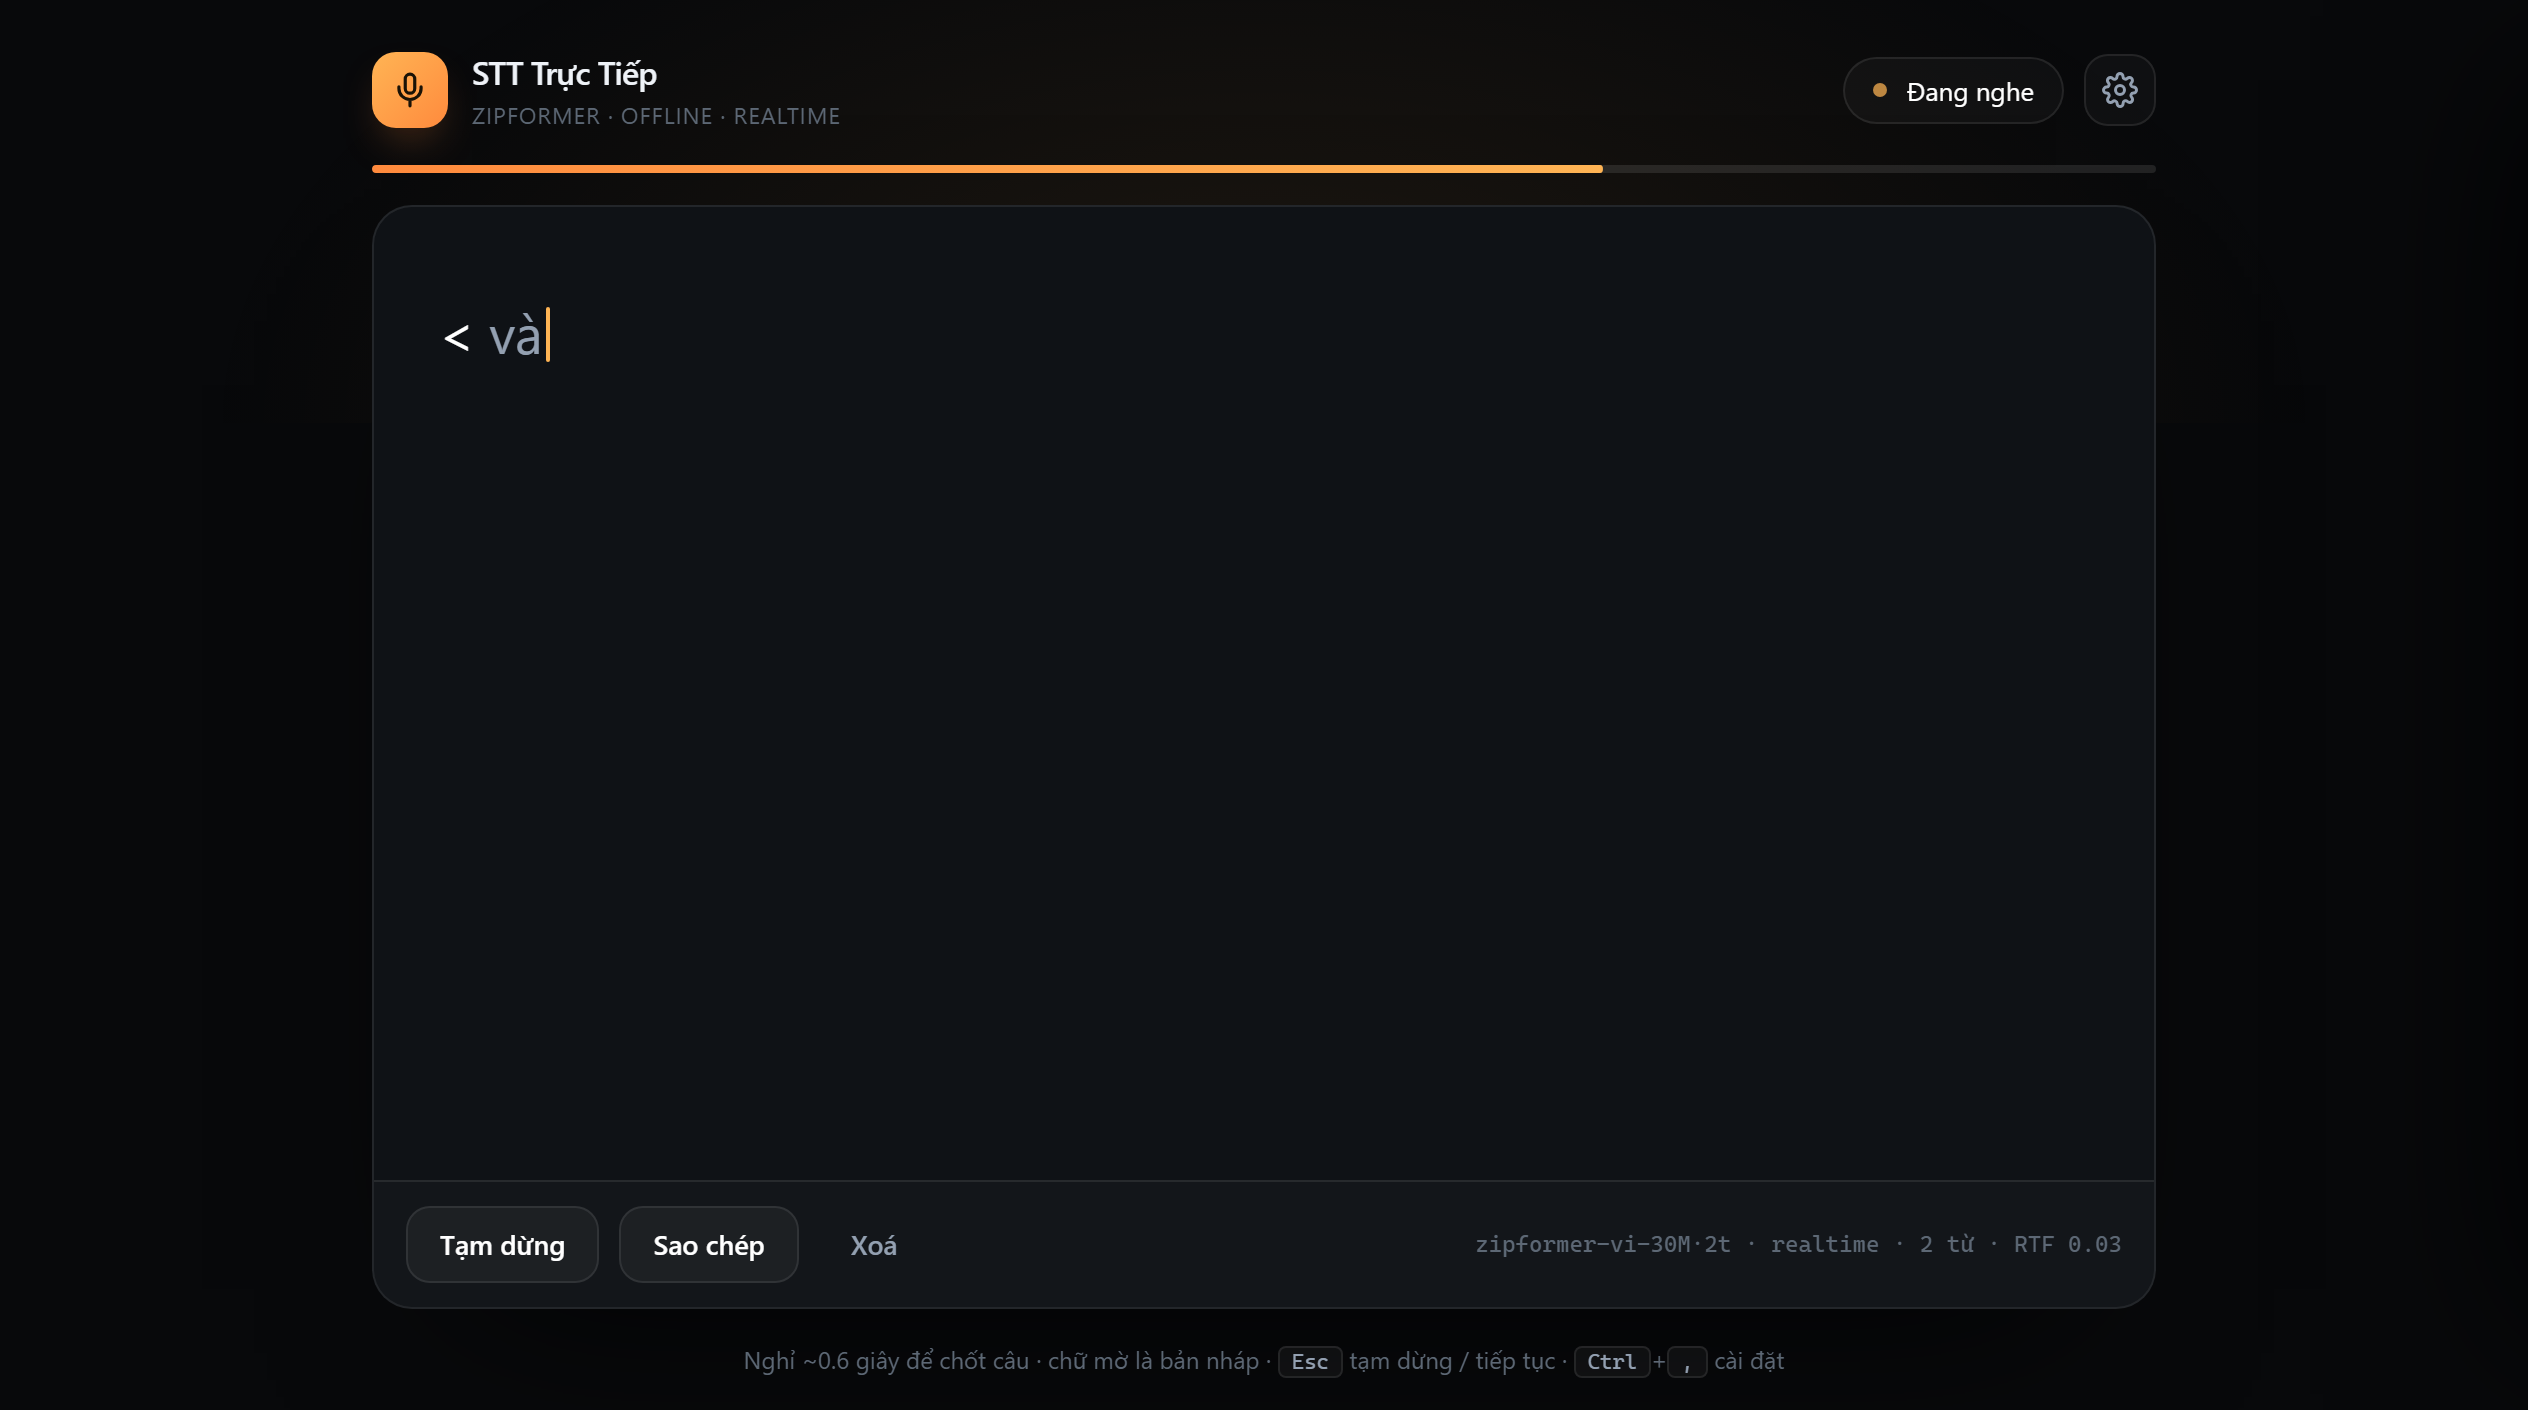 STT Trực Tiếp
ZIPFORMER · OFFLINE · REALTIME
Đang nghe
< và
Tạm dừng
Sao chép
Xoá
zipformer-vi-30M·2t · realtime · 2 từ · RTF 0.03
Nghỉ ~0.6 giây để chốt câu · chữ mờ là bản nháp · Esc tạm dừng / tiếp tục · Ctrl + , cài đặt